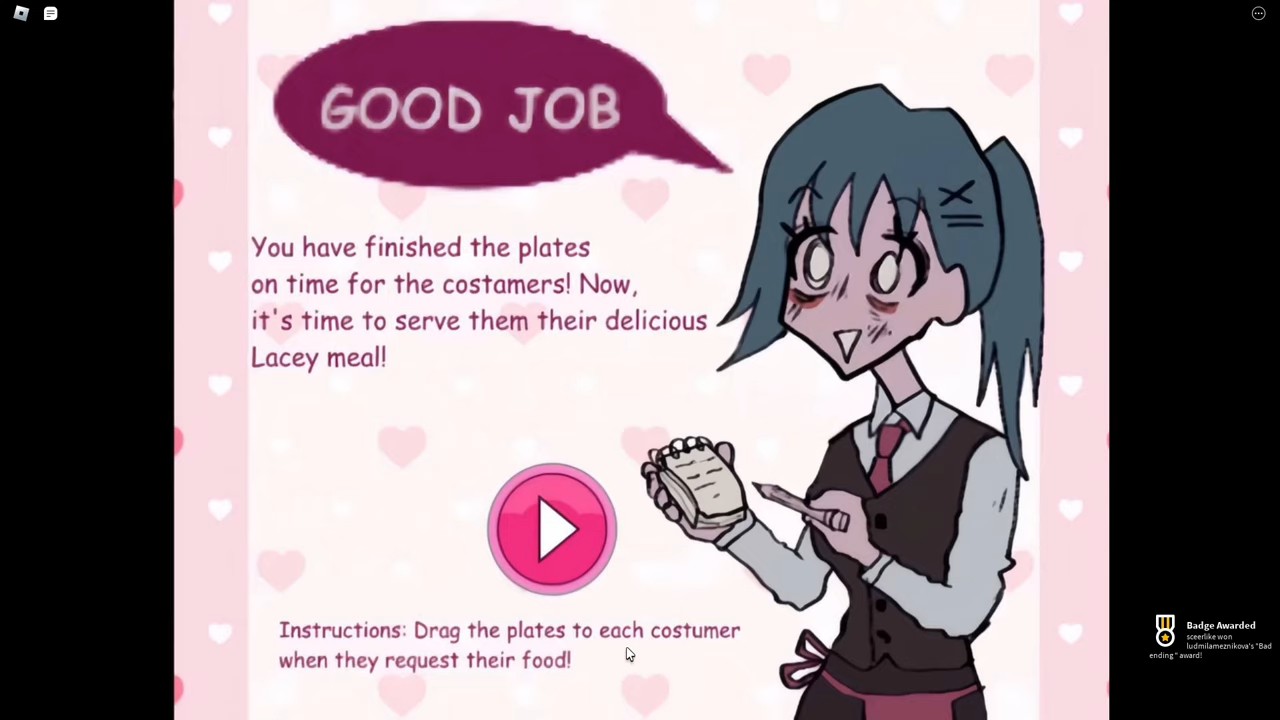 GOOD JOB
You have finished the plates
on time for the costamers! Now,
it's time to serve them their delicious
Lacey meal!
Instructions: Drag the plates to each costumer
when they request their food!
Badge Awarded
sceerlike won
ludmilameznikova's "Bad
ending " award!